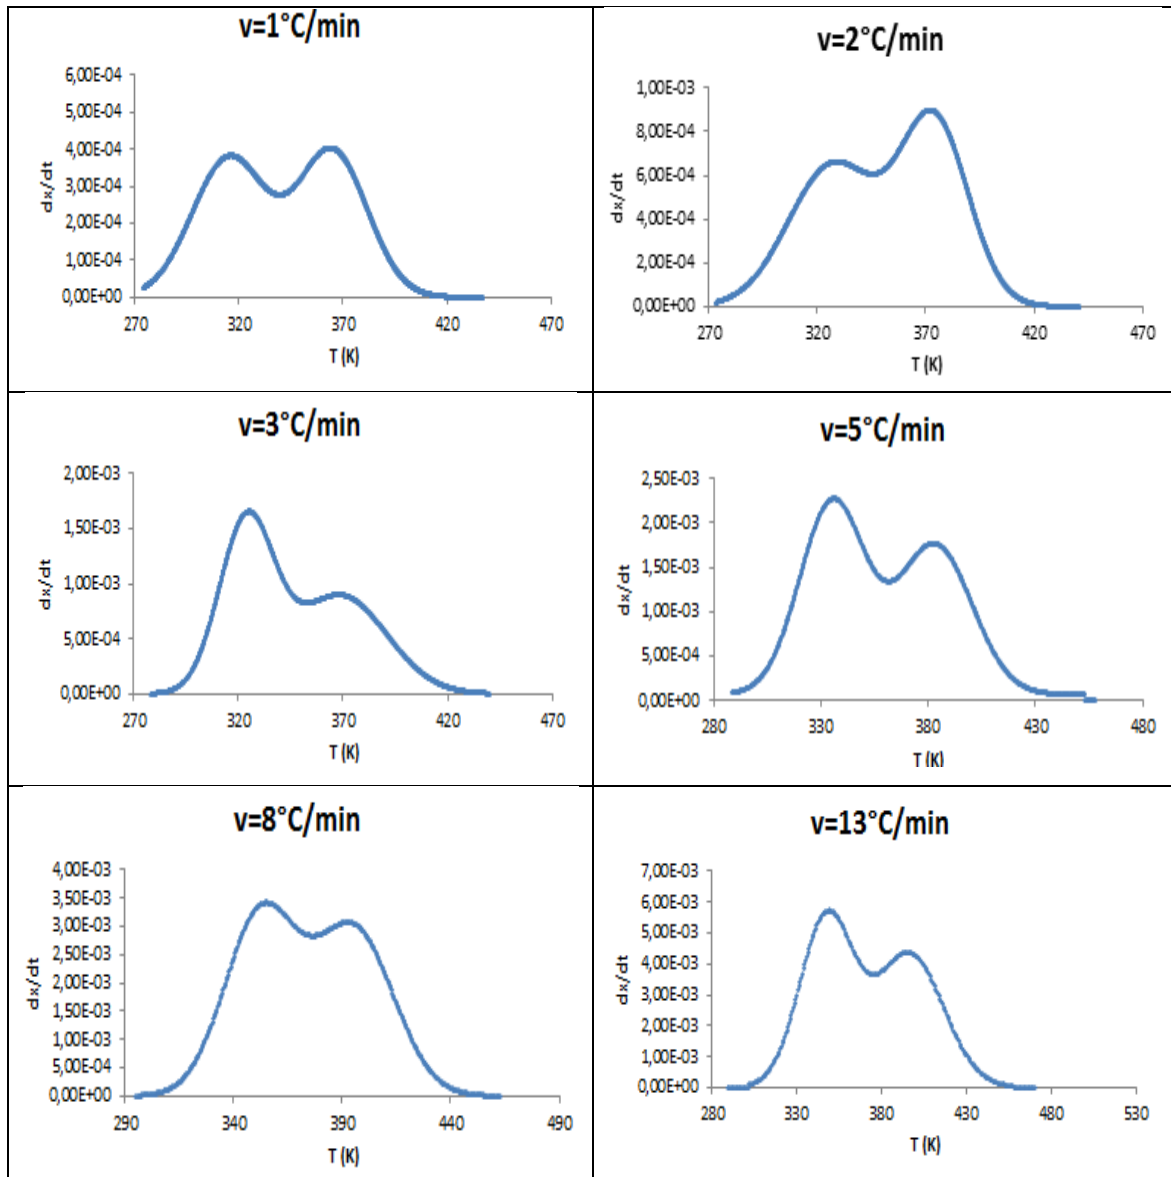 v=1°C/min
6,00E-04
5,00E-04
4,00E-04
3,00E-04
2,00E-04
1,00E-04
0,00E+00
dx/dt
270 320 370 420 470
T (K)
v=2°C/min
1,00E-03
8,00E-04
6,00E-04
4,00E-04
2,00E-04
0,00E+00
dx/dt
270 320 370 420 470
T (K)
v=3°C/min
2,00E-03
1,50E-03
1,00E-03
5,00E-04
0,00E+00
dx/dt
270 320 370 420 470
T (K)
v=5°C/min
2,50E-03
2,00E-03
1,50E-03
1,00E-03
5,00E-04
0,00E+00
dx/dt
280 330 380 430 480
T (K)
v=8°C/min
4,00E-03
3,50E-03
3,00E-03
2,50E-03
2,00E-03
1,50E-03
1,00E-03
5,00E-04
0,00E+00
dx/dt
290 340 390 440 490
T (K)
v=13°C/min
7,00E-03
6,00E-03
5,00E-03
4,00E-03
3,00E-03
2,00E-03
1,00E-03
0,00E+00
dx/dt
280 330 380 430 480 530
T (K)